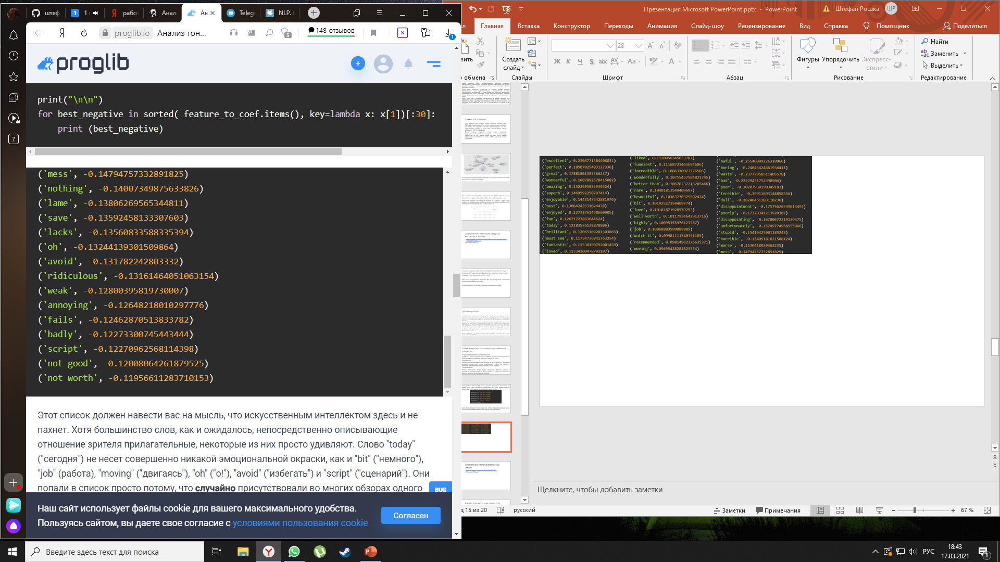 штеф
1
1
работ
Анали
Ан
Teleg
NLP. (
proglib.io
Анализ тон...
5
148 отзывов
1
7
proglib
print("\n\n")
for best_negative in sorted( feature_to_coef.items(), key=lambda x: x[1])[:30]:
print (best_negative)
('mess', -0.14794757332891825)
('nothing', -0.14007349875633826)
('lame', -0.138062695653448​11)
('save', -0.13592458133307603)
('lacks', -0.13560833588335394)
('oh', -0.13244139301509864)
('avoid', -0.131782242803332)
('ridiculous', -0.13161464051063154)
('weak', -0.12800395819730007)
('annoying', -0.12648218010297776)
('fails', -0.12462870513833782)
('badly', -0.12273300745443444)
('script', -0.12270962568114398)
('not good', -0.12008064261879525)
('not worth', -0.11956611283710153)
Этот список должен навести вас на мысль, что искусственным интеллектом здесь и не
пахнет. Хотя большинство слов, как и ожидалось, непосредственно описывающие
отношение зрителя прилагательные, некоторые из них просто удивляют. Слово "today"
("сегодня") не несет совершенно никакой эмоциональной окраски, как и "bit" ("немного"),
"job" (работа), "moving" ("двигаясь"), "oh" ("о!"), "avoid" ("избегать") и "script" ("сценарий"). Они
попали в список просто потому, что случайно присутствовали во многих обзорах одного
BUG
Наш сайт использует файлы cookie для вашего максимального удобства.
Пользуясь сайтом, вы даете свое согласие с условиями пользования cookie
Согласен
Презентация Microsoft PowerPoint.pptx - PowerPoint
Штефан Рошка
ШР
Главная
Вставка
Конструктор
Переходы
Анимация
Слайд-шоу
Рецензирование
Вид
Справка
Помощник
Поделиться
Создать
слайд
28
Ж К Ч S abc AV Aa
Фигуры
Упорядочить
Экспресс-
стили
Найти
Заменить
Выделить
Слайды
Шрифт
Абзац
Рисование
Редактирование
('excellent', 0.2304771384408031)
('perfect', 0.18507025403127336)
('great', 0.17881801385386237)
('wonderful', 0.1607892578415082)
('amazing', 0.1522695033939524)
('superb', 0.1469592250797414)
('enjoyable', 0.1443147342881976)
('best', 0.13064243531024478)
('enjoyed', 0.12732761468660905)
('fun', 0.12671723863644624)
('today', 0.12183576138878806)
('brilliant', 0.12065189281303865)
('must see', 0.11754736841763254)
('fantastic', 0.11538150792001459)
('loved', 0.11334100478792107)
('liked', 0.1120056345033787)
('funniest', 0.11168721465694686)
('incredible', 0.1086310023776505)
('wonderfully', 0.10755457584821745)
('better than', 0.10678237215285466)
('rare', 0.10401813549409697)
('beautiful', 0.10363770375592474)
('bit', 0.10192527354469774)
('love', 0.10181871928579253)
('well worth', 0.10117934642913716)
('highly', 0.1009535976123757)
('job', 0.10068803599089889)
('watch it', 0.09981111740351185)
('recommended', 0.09814962326635371)
('moving', 0.09695428281825534)
('awful', -0.25540099226328966)
('boring', -0.24045424661934411)
('waste', -0.23777958511405578)
('bad', -0.22229431752398504)
('poor', -0.20207930198349183)
('terrible', -0.19911693144858356)
('dull', -0.18248451183118236)
('disappointment', -0.17575626539613495)
('poorly', -0.17370341213920307)
('disappointing', -0.16780672219139375)
('unfortunately', -0.15749774958555066)
('stupid', -0.15416425001189243)
('horrible', -0.15405101621568124)
('worse', -0.1530418029462235)
('mess', -0.14794757332891825)
Щелкните, чтобы добавить заметки
15 из 20
русский
Заметки
Примечания
67 %
Введите здесь текст для поиска
РУС
18:43
17.03.2021
1